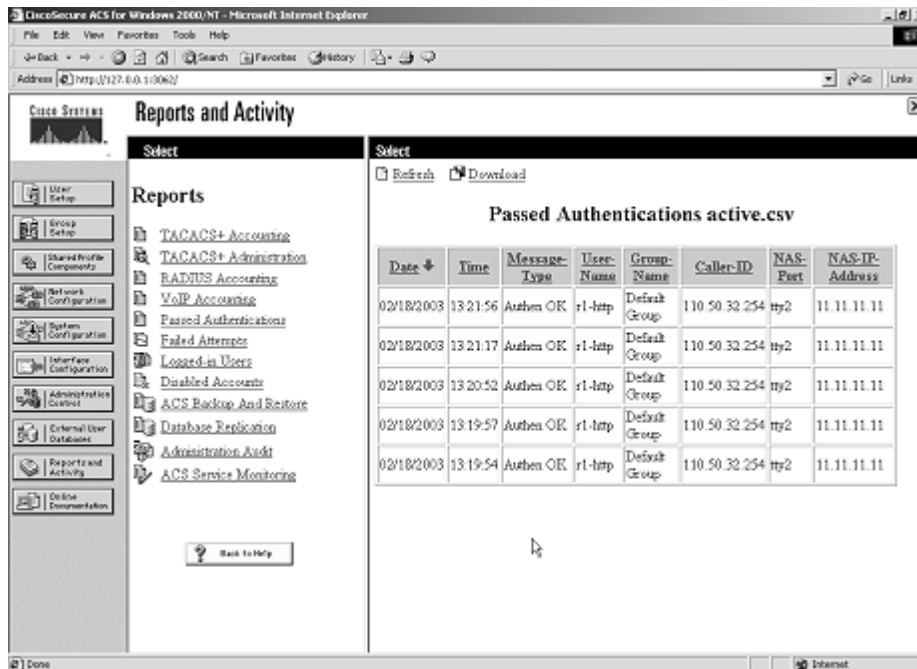 CiscoSecure ACS for Windows 2000/NT - Microsoft Internet Explorer
File Edit View Favorites Tools Help
Back Search Favorites History
Address http://127.0.0.1:3062/ Go Links
CISCO SYSTEMS
Reports and Activity
Select
Select
User Setup
Group Setup
Shared Profile Components
Network Configuration
System Configuration
Interface Configuration
Administration Control
External User Databases
Reports and Activity
Online Documentation
Reports
TACACS+ Accounting
TACACS+ Administration
RADIUS Accounting
VoIP Accounting
Passed Authentications
Failed Attempts
Logged-in Users
Disabled Accounts
ACS Backup And Restore
Database Replication
Administration Audit
ACS Service Monitoring
Back to Help
Refresh Download
Passed Authentications active.csv
Date Time Message-Type User-Name Group-Name Caller-ID NAS-Port NAS-IP-Address
02/18/2003 13:21:56 Authen OK r1-http Default Group 110.50.32.254 tty2 11.11.11.11
02/18/2003 13:21:17 Authen OK r1-http Default Group 110.50.32.254 tty2 11.11.11.11
02/18/2003 13:20:52 Authen OK r1-http Default Group 110.50.32.254 tty2 11.11.11.11
02/18/2003 13:19:57 Authen OK r1-http Default Group 110.50.32.254 tty2 11.11.11.11
02/18/2003 13:19:54 Authen OK r1-http Default Group 110.50.32.254 tty2 11.11.11.11
Done Internet